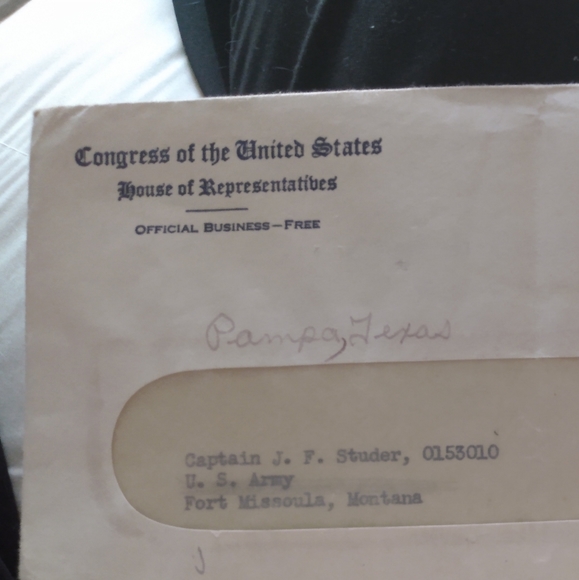 Congress of the United States
House of Representatives
OFFICIAL BUSINESS—FREE
Pampa, Texas
Captain J. F. Studer, 0153010
U. S. Army
Fort Missoula, Montana